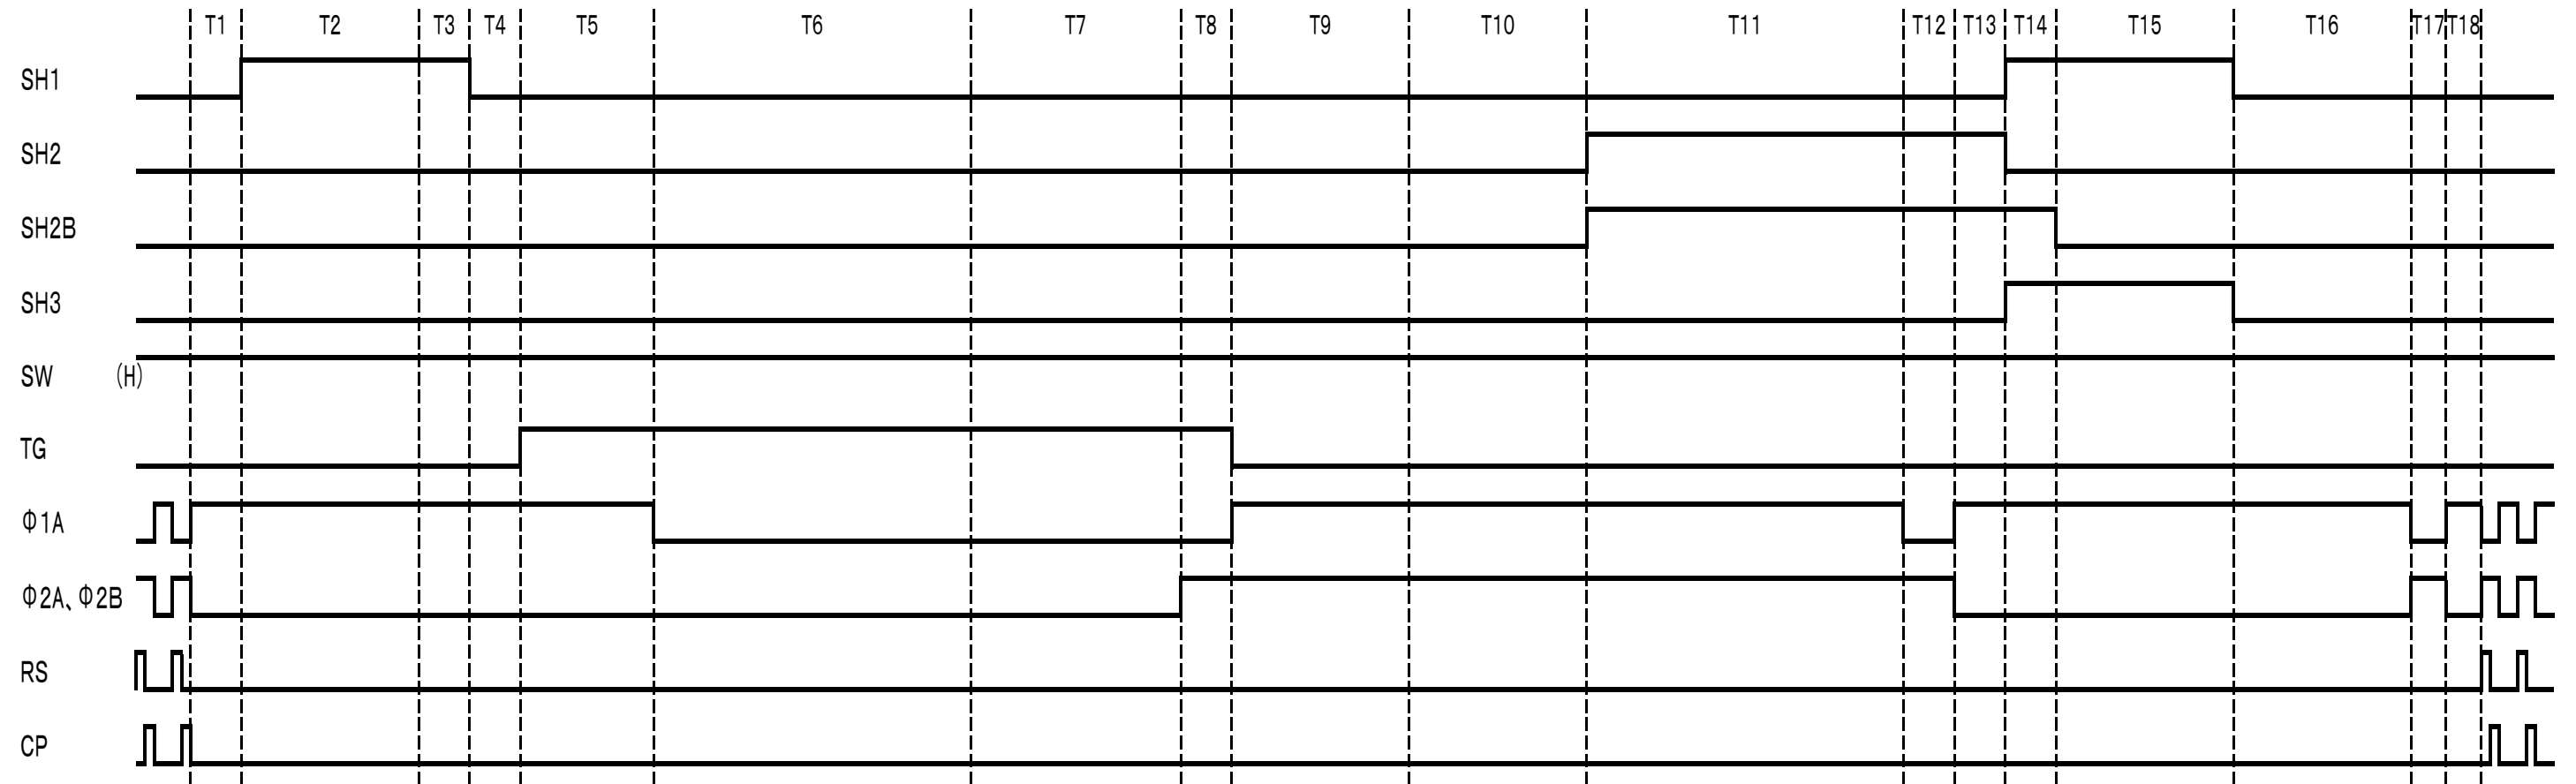 T1 T2 T3 T4 T5 T6 T7 T8 T9 T10 T11 T12 T13 T14 T15 T16 T17 T18
SH1
SH2
SH2B
SH3
SW (H)
TG
Φ1A
Φ2A、Φ2B
RS
CP